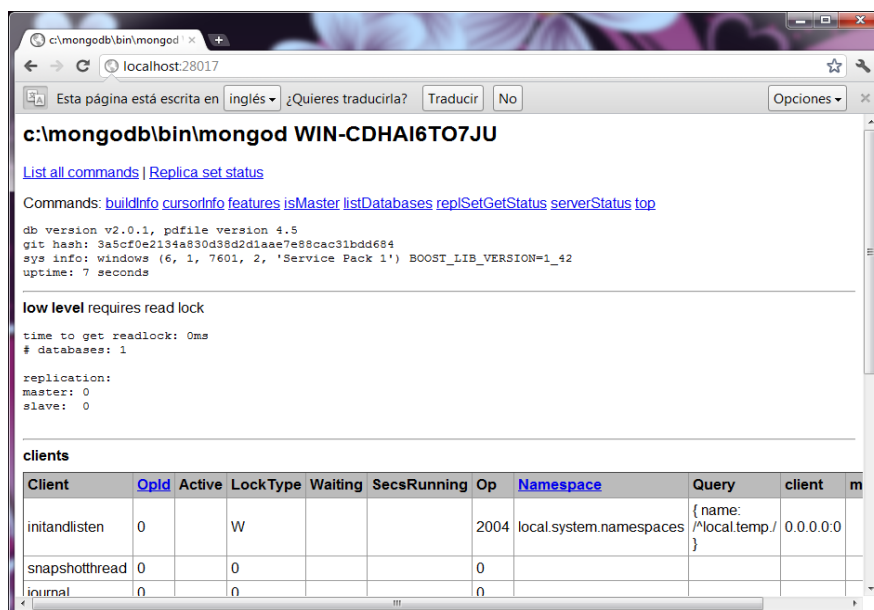 c:\mongodb\bin\mongod
localhost:28017
Esta página está escrita en inglés ¿Quieres traducirla? Traducir No Opciones
c:\mongodb\bin\mongod WIN-CDHAI6TO7JU
List all commands | Replica set status
Commands: buildInfo cursorInfo features isMaster listDatabases replSetGetStatus serverStatus top
db version v2.0.1, pdfile version 4.5
git hash: 3a5cf0e2134a830d38d2d1aae7e88cac31bdd684
sys info: windows (6, 1, 7601, 2, 'Service Pack 1') BOOST_LIB_VERSION=1_42
uptime: 7 seconds
low level requires read lock
time to get readlock: 0ms
# databases: 1
replication:
master: 0
slave: 0
clients
Client OpId Active LockType Waiting SecsRunning Op Namespace Query client m
initandlisten 0 W 2004 local.system.namespaces { name: /^local.temp./ } 0.0.0.0:0
snapshotthread 0 0 0
journal 0 0 0